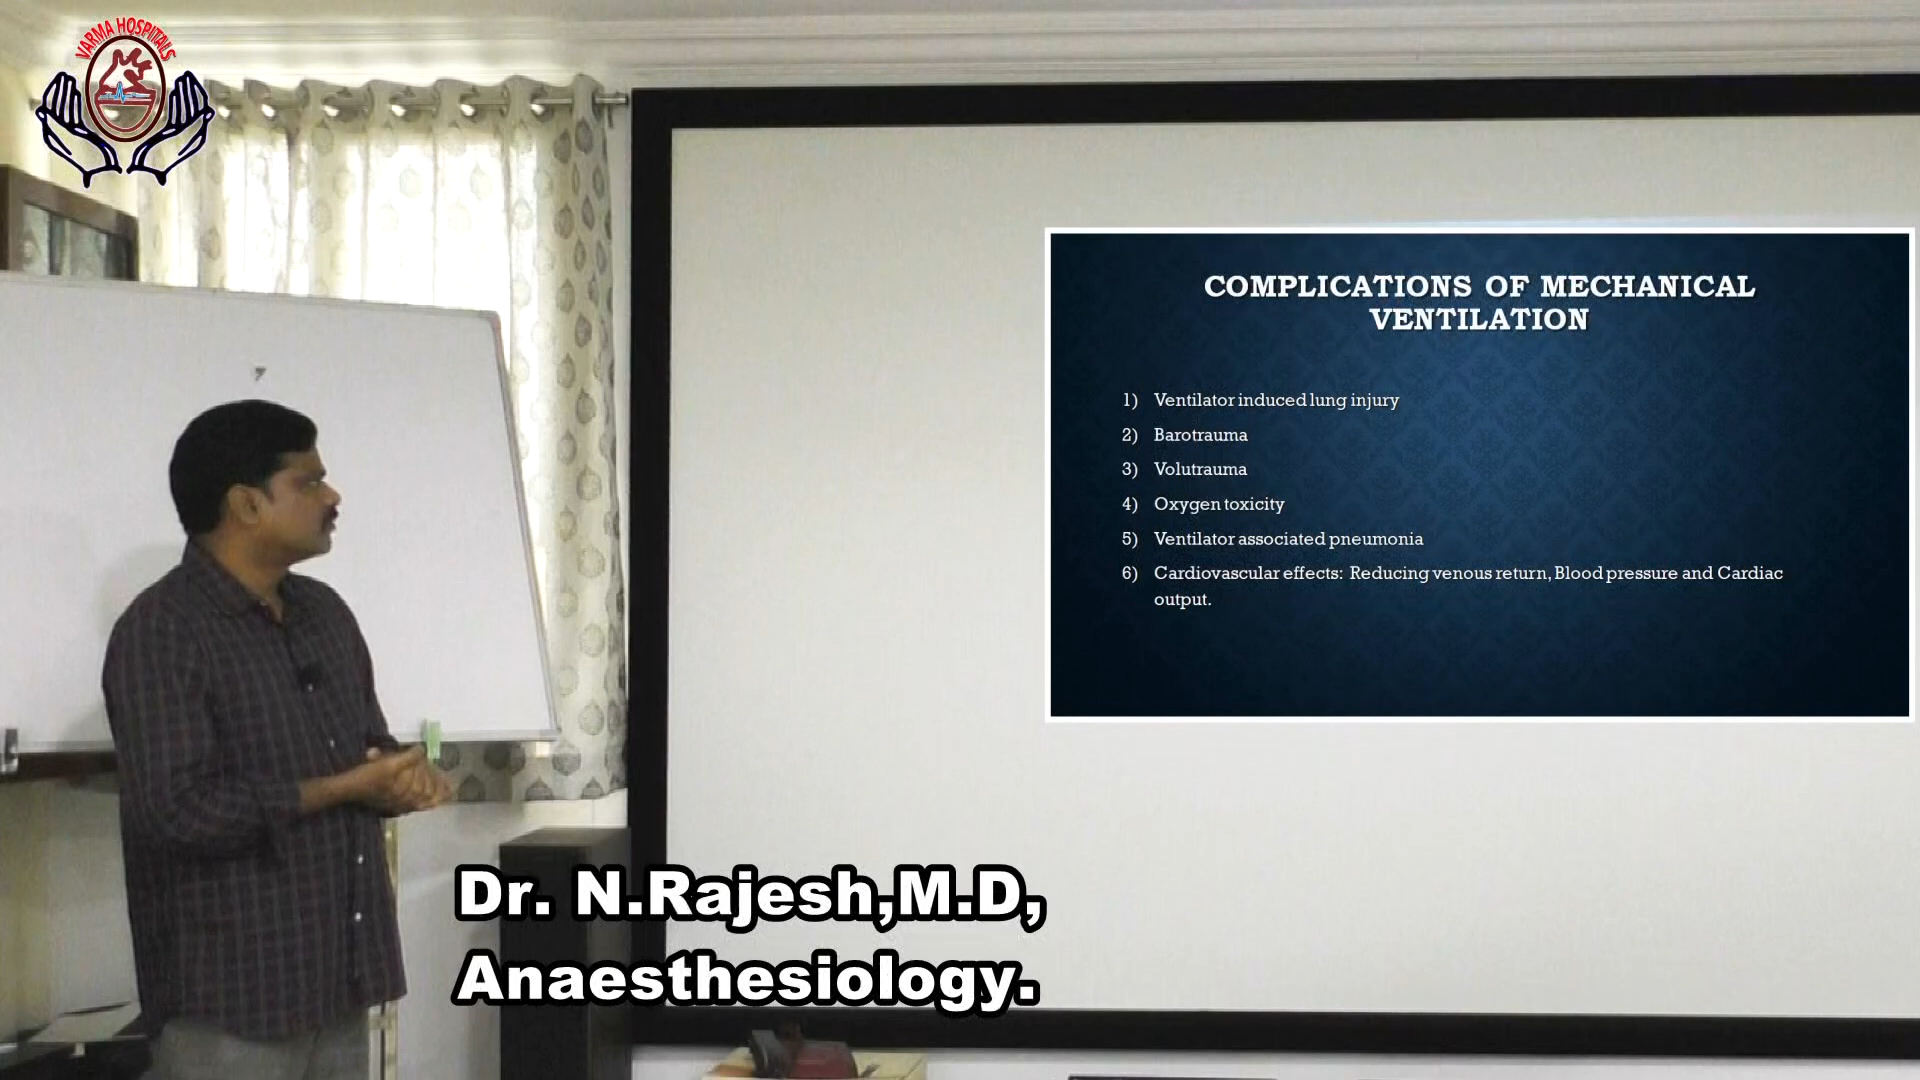 VARMA HOSPITALS
COMPLICATIONS OF MECHANICAL
VENTILATION
1) Ventilator induced lung injury
2) Barotrauma
3) Volutrauma
4) Oxygen toxicity
5) Ventilator associated pneumonia
6) Cardiovascular effects: Reducing venous return, Blood pressure and Cardiac
output.
Dr. N.Rajesh,M.D,
Anaesthesiology.